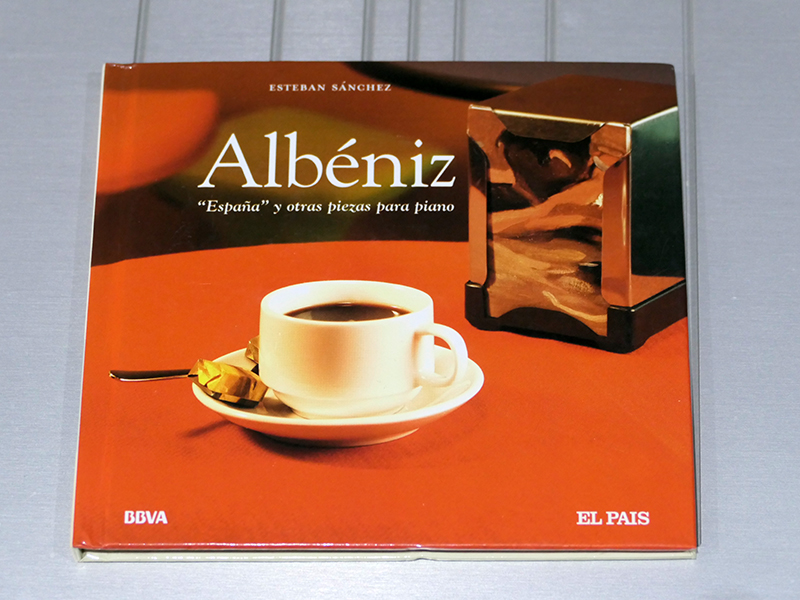 ESTEBAN SÁNCHEZ
Albéniz
“España” y otras piezas para piano
BBVA
EL PAIS